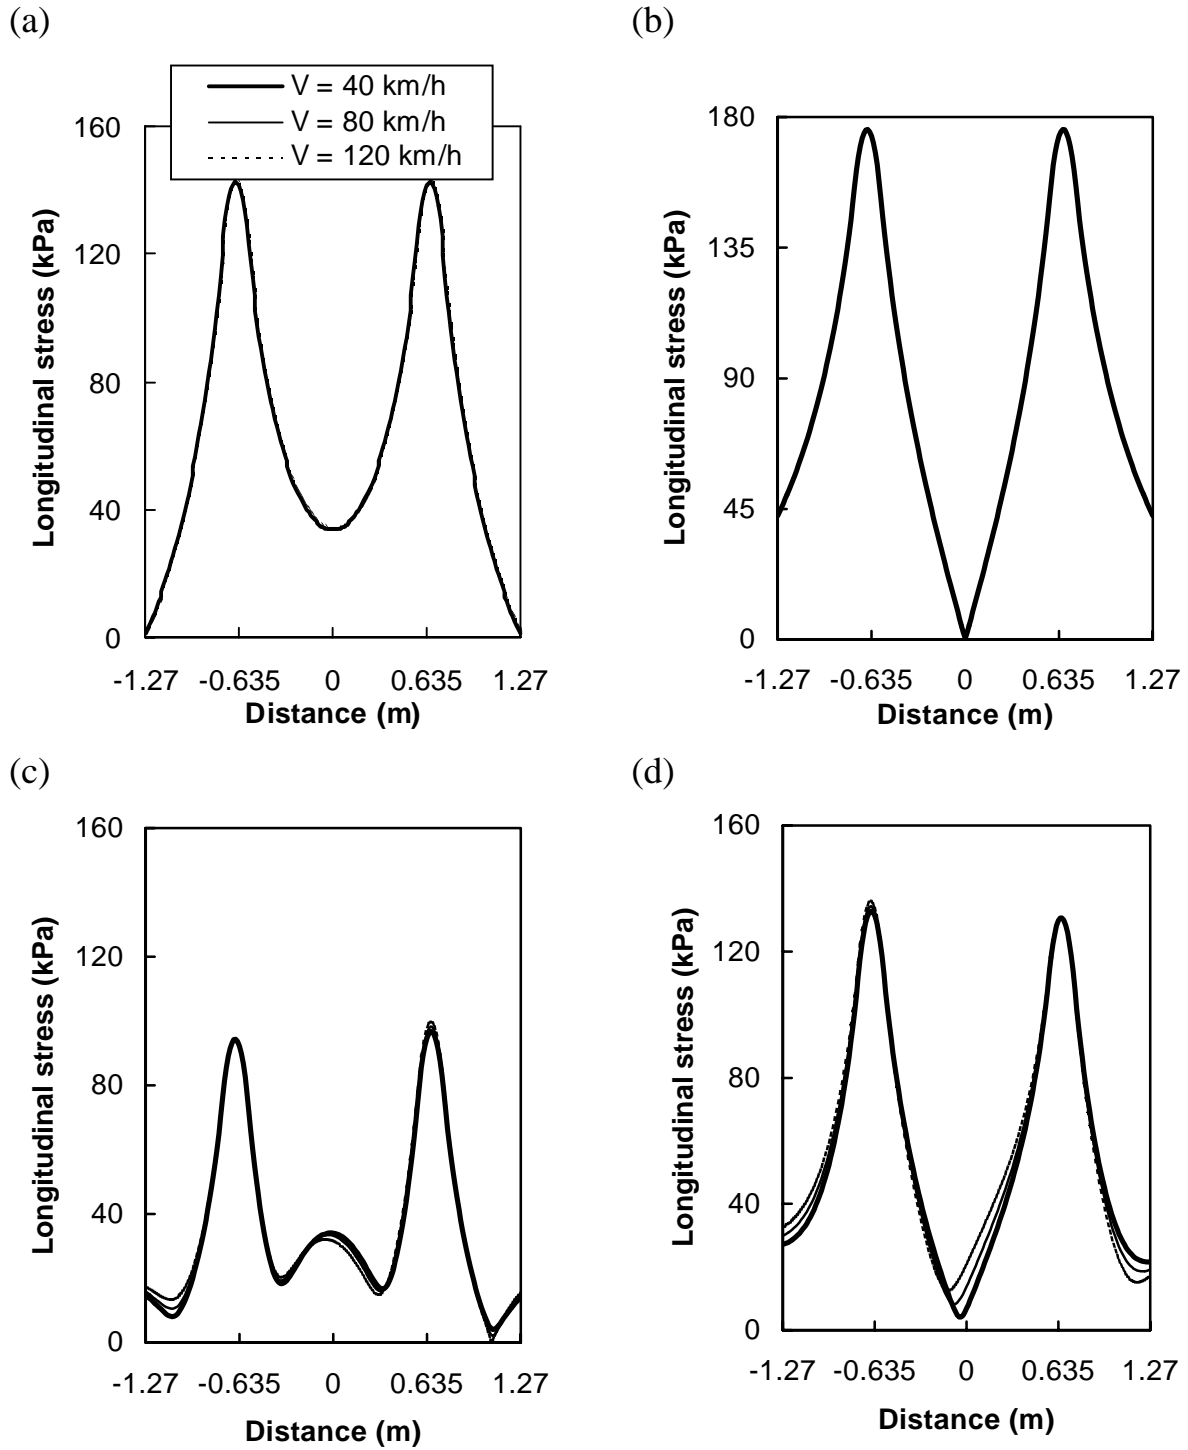 (a)
V = 40 km/h
V = 80 km/h
V = 120 km/h
160
120
80
40
0
Longitudinal stress (kPa)
-1.27 -0.635 0 0.635 1.27
Distance (m)
(b)
180
135
90
45
0
Longitudinal stress (kPa)
-1.27 -0.635 0 0.635 1.27
Distance (m)
(c)
160
120
80
40
0
Longitudinal stress (kPa)
-1.27 -0.635 0 0.635 1.27
Distance (m)
(d)
160
120
80
40
0
Longitudinal stress (kPa)
-1.27 -0.635 0 0.635 1.27
Distance (m)